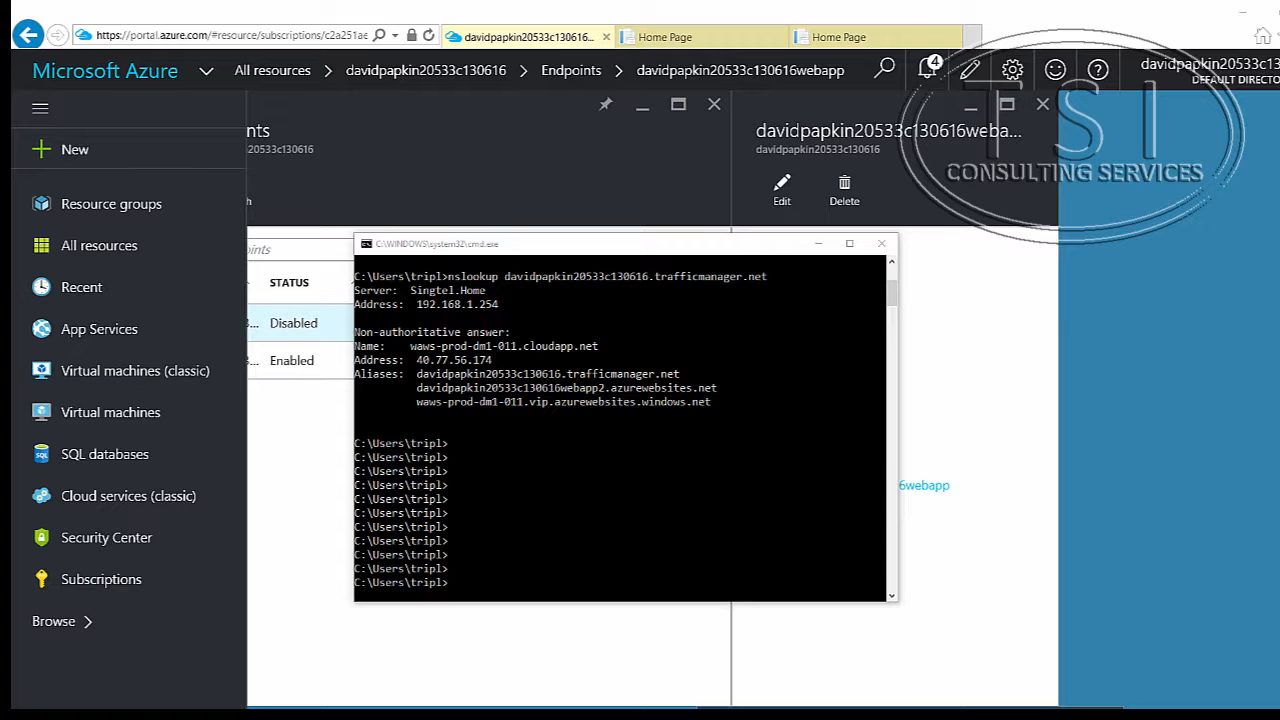 https://portal.azure.com/#resource/subscriptions/c2a251ae
davidpapkin20533c130616...
Home Page
Home Page
Microsoft Azure
All resources
davidpapkin20533c130616
Endpoints
davidpapkin20533c130616webapp
4
davidpapkin20533c1306
DEFAULT DIRECTO
New
Resource groups
All resources
Recent
App Services
Virtual machines (classic)
Virtual machines
SQL databases
Cloud services (classic)
Security Center
Subscriptions
Browse
nts
20533c130616
h
oints
STATUS
Disabled
Enabled
davidpapkin20533c130616weba...
davidpapkin20533c130616
Edit
Delete
6webapp
TSI
CONSULTING SERVICES
C:\WINDOWS\system32\cmd.exe
C:\Users\tripl>nslookup davidpapkin20533c130616.trafficmanager.net
Server: Singtel.Home
Address: 192.168.1.254
Non-authoritative answer:
Name: waws-prod-dm1-011.cloudapp.net
Address: 40.77.56.174
Aliases: davidpapkin20533c130616.trafficmanager.net
davidpapkin20533c130616webapp2.azurewebsites.net
waws-prod-dm1-011.vip.azurewebsites.windows.net
C:\Users\tripl>
C:\Users\tripl>
C:\Users\tripl>
C:\Users\tripl>
C:\Users\tripl>
C:\Users\tripl>
C:\Users\tripl>
C:\Users\tripl>
C:\Users\tripl>
C:\Users\tripl>
C:\Users\tripl>